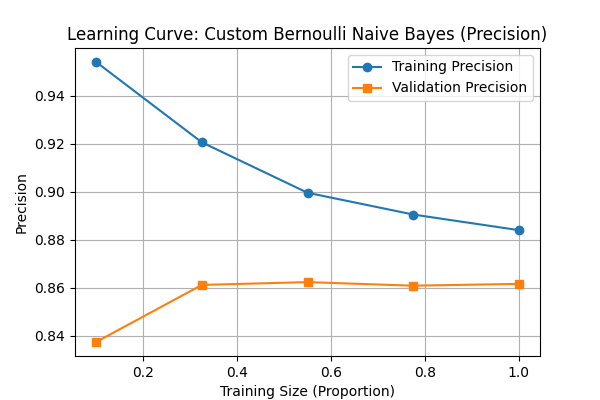 Learning Curve: Custom Bernoulli Naive Bayes (Precision)
Training Precision
Validation Precision
Precision
0.94
0.92
0.90
0.88
0.86
0.84
0.2 0.4 0.6 0.8 1.0
Training Size (Proportion)